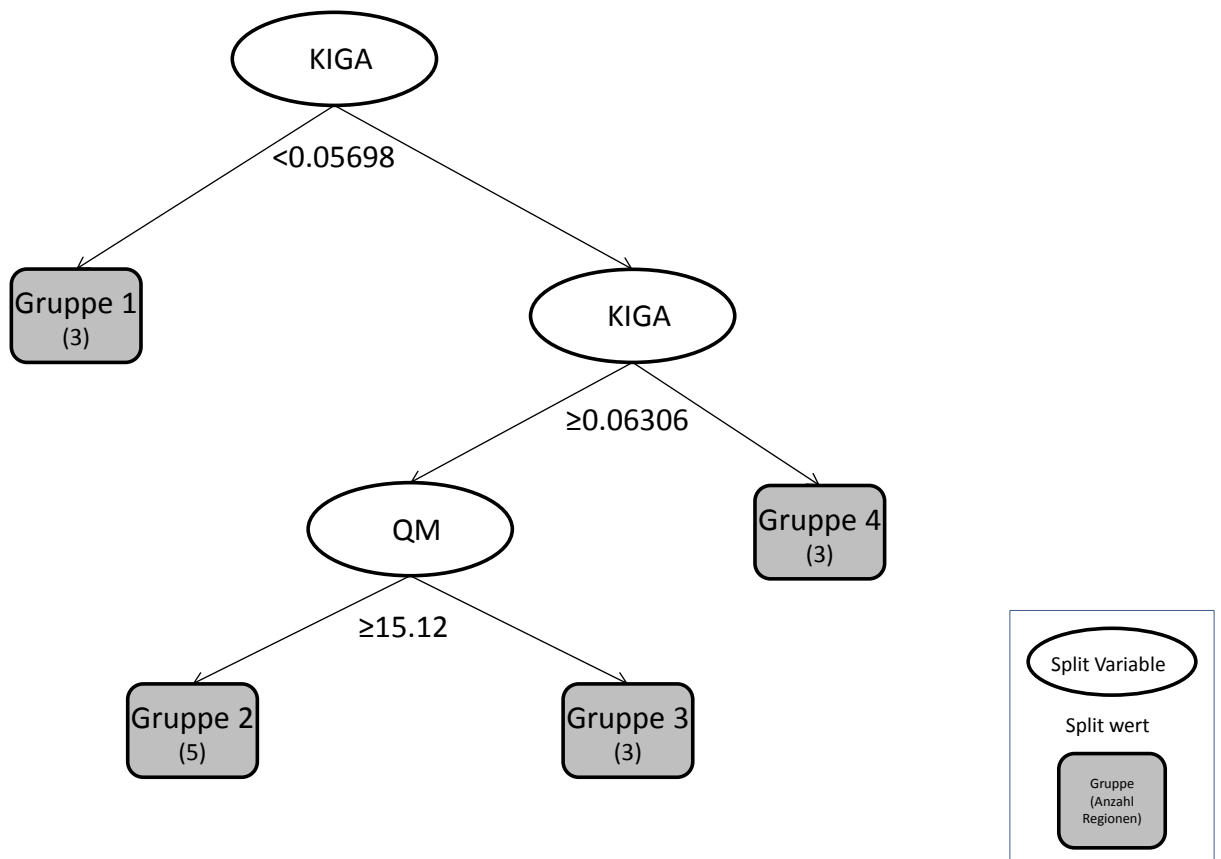 KIGA
<0.05698
Gruppe 1
(3)
KIGA
≥0.06306
QM
Gruppe 4
(3)
≥15.12
Gruppe 2
(5)
Gruppe 3
(3)
Split Variable
Split wert
Gruppe
(Anzahl
Regionen)